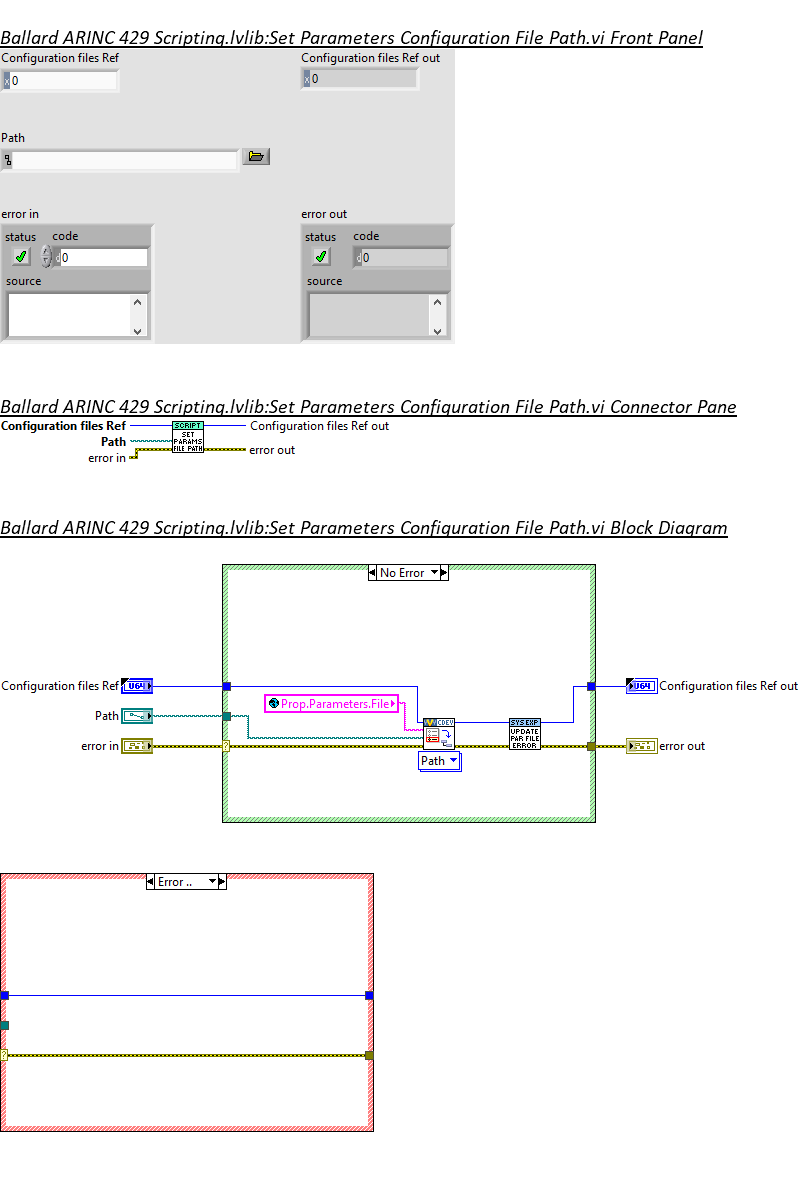 Ballard ARINC 429 Scripting.lvlib:Set Parameters Configuration File Path.vi Front Panel
Configuration files Ref
Configuration files Ref out
x 0
x 0
Path
error in
error out
status code
status code
d 0
d 0
source
source
Ballard ARINC 429 Scripting.lvlib:Set Parameters Configuration File Path.vi Connector Pane
Configuration files Ref
Path
error in
SCRIPT
SET
PARAMS
FILE PATH
Configuration files Ref out
error out
Ballard ARINC 429 Scripting.lvlib:Set Parameters Configuration File Path.vi Block Diagram
No Error
Configuration files Ref
U64
Path
error in
Prop.Parameters.File
CDEV
Path
SYS EXP
UPDATE
PAR FILE
ERROR
U64
Configuration files Ref out
error out
?
Error ..
?